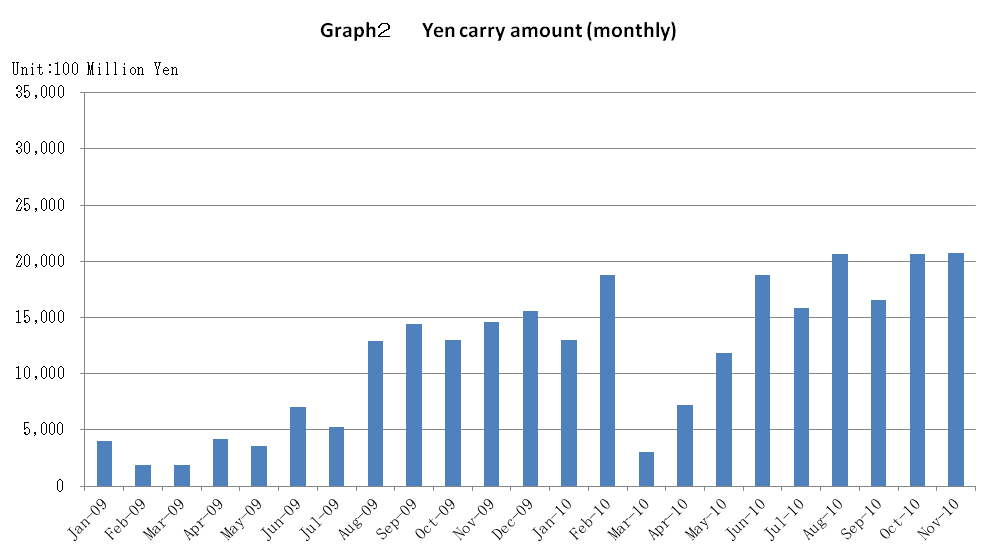 Graph２ Yen carry amount (monthly)
Unit:100 Million Yen
35,000
30,000
25,000
20,000
15,000
10,000
5,000
0
Jan-09 Feb-09 Mar-09 Apr-09 May-09 Jun-09 Jul-09 Aug-09 Sep-09 Oct-09 Nov-09 Dec-09 Jan-10 Feb-10 Mar-10 Apr-10 May-10 Jun-10 Jul-10 Aug-10 Sep-10 Oct-10 Nov-10